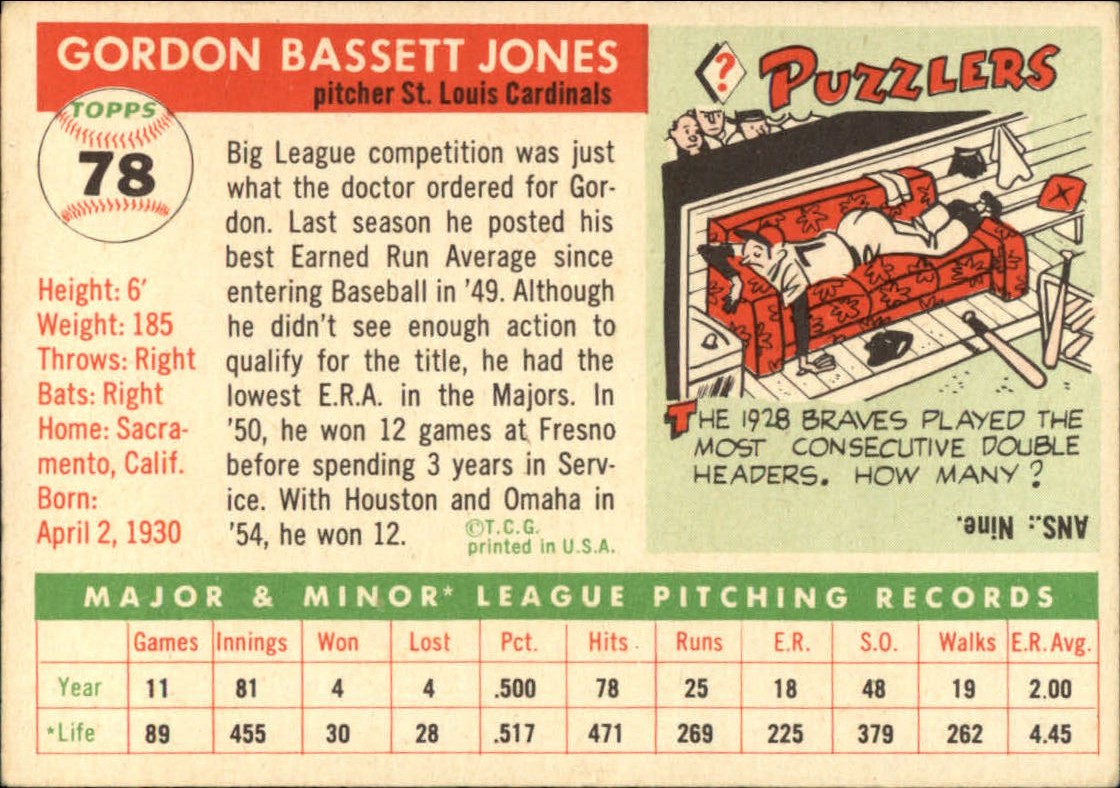 GORDON BASSETT JONES
pitcher St. Louis Cardinals
TOPPS
78
Height: 6'
Weight: 185
Throws: Right
Bats: Right
Home: Sacra-
mento, Calif.
Born:
April 2, 1930
Big League competition was just
what the doctor ordered for Gor-
don. Last season he posted his
best Earned Run Average since
entering Baseball in '49. Although
he didn't see enough action to
qualify for the title, he had the
lowest E.R.A. in the Majors. In
'50, he won 12 games at Fresno
before spending 3 years in Serv-
ice. With Houston and Omaha in
'54, he won 12.
©T.C.G.
printed in U.S.A.
?
PUZZLERS
THE 1928 BRAVES PLAYED THE
MOST CONSECUTIVE DOUBLE
HEADERS. HOW MANY?
ANS.: Nine.
MAJOR & MINOR* LEAGUE PITCHING RECORDS
Games Innings Won Lost Pct. Hits Runs E.R. S.O. Walks E.R. Avg.
Year 11 81 4 4 .500 78 25 18 48 19 2.00
*Life 89 455 30 28 .517 471 269 225 379 262 4.45